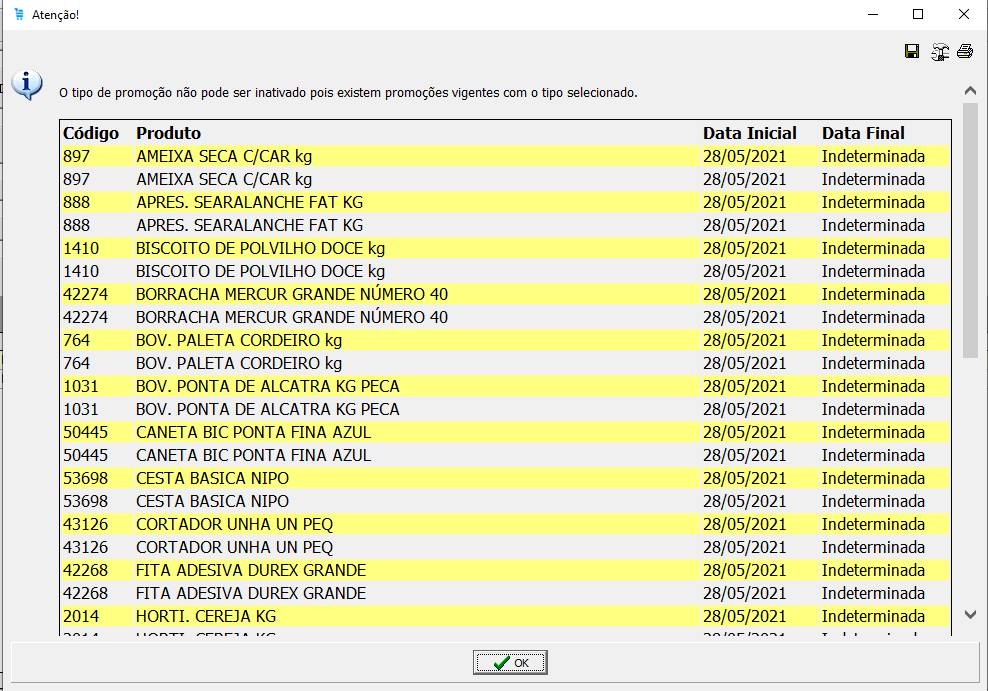 Atenção!
O tipo de promoção não pode ser inativado pois existem promoções vigentes com o tipo selecionado.
Código Produto Data Inicial Data Final
897 AMEIXA SECA C/CAR kg 28/05/2021 Indeterminada
897 AMEIXA SECA C/CAR kg 28/05/2021 Indeterminada
888 APRES. SEARALANCHE FAT KG 28/05/2021 Indeterminada
888 APRES. SEARALANCHE FAT KG 28/05/2021 Indeterminada
1410 BISCOITO DE POLVILHO DOCE kg 28/05/2021 Indeterminada
1410 BISCOITO DE POLVILHO DOCE kg 28/05/2021 Indeterminada
42274 BORRACHA MERCUR GRANDE NÚMERO 40 28/05/2021 Indeterminada
42274 BORRACHA MERCUR GRANDE NÚMERO 40 28/05/2021 Indeterminada
764 BOV. PALETA CORDEIRO kg 28/05/2021 Indeterminada
764 BOV. PALETA CORDEIRO kg 28/05/2021 Indeterminada
1031 BOV. PONTA DE ALCATRA KG PECA 28/05/2021 Indeterminada
1031 BOV. PONTA DE ALCATRA KG PECA 28/05/2021 Indeterminada
50445 CANETA BIC PONTA FINA AZUL 28/05/2021 Indeterminada
50445 CANETA BIC PONTA FINA AZUL 28/05/2021 Indeterminada
53698 CESTA BASICA NIPO 28/05/2021 Indeterminada
53698 CESTA BASICA NIPO 28/05/2021 Indeterminada
43126 CORTADOR UNHA UN PEQ 28/05/2021 Indeterminada
43126 CORTADOR UNHA UN PEQ 28/05/2021 Indeterminada
42268 FITA ADESIVA DUREX GRANDE 28/05/2021 Indeterminada
42268 FITA ADESIVA DUREX GRANDE 28/05/2021 Indeterminada
2014 HORTI. CEREJA KG 28/05/2021 Indeterminada
OK